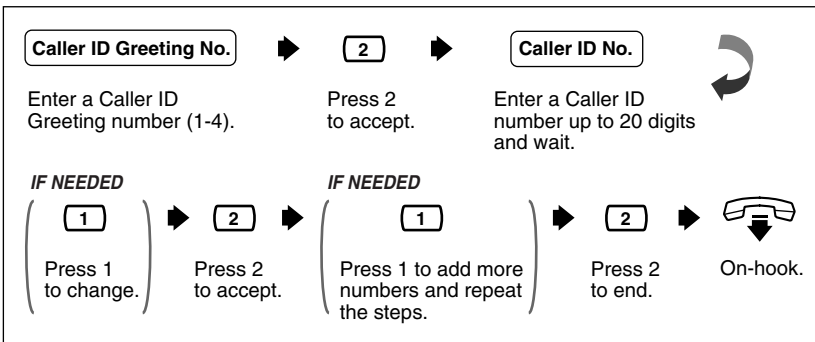 Caller ID Greeting No.
2
Caller ID No.
Enter a Caller ID
Greeting number (1-4).
Press 2
to accept.
Enter a Caller ID
number up to 20 digits
and wait.
IF NEEDED
1
Press 1
to change.
2
Press 2
to accept.
IF NEEDED
1
Press 1 to add more
numbers and repeat
the steps.
2
Press 2
to end.
On-hook.